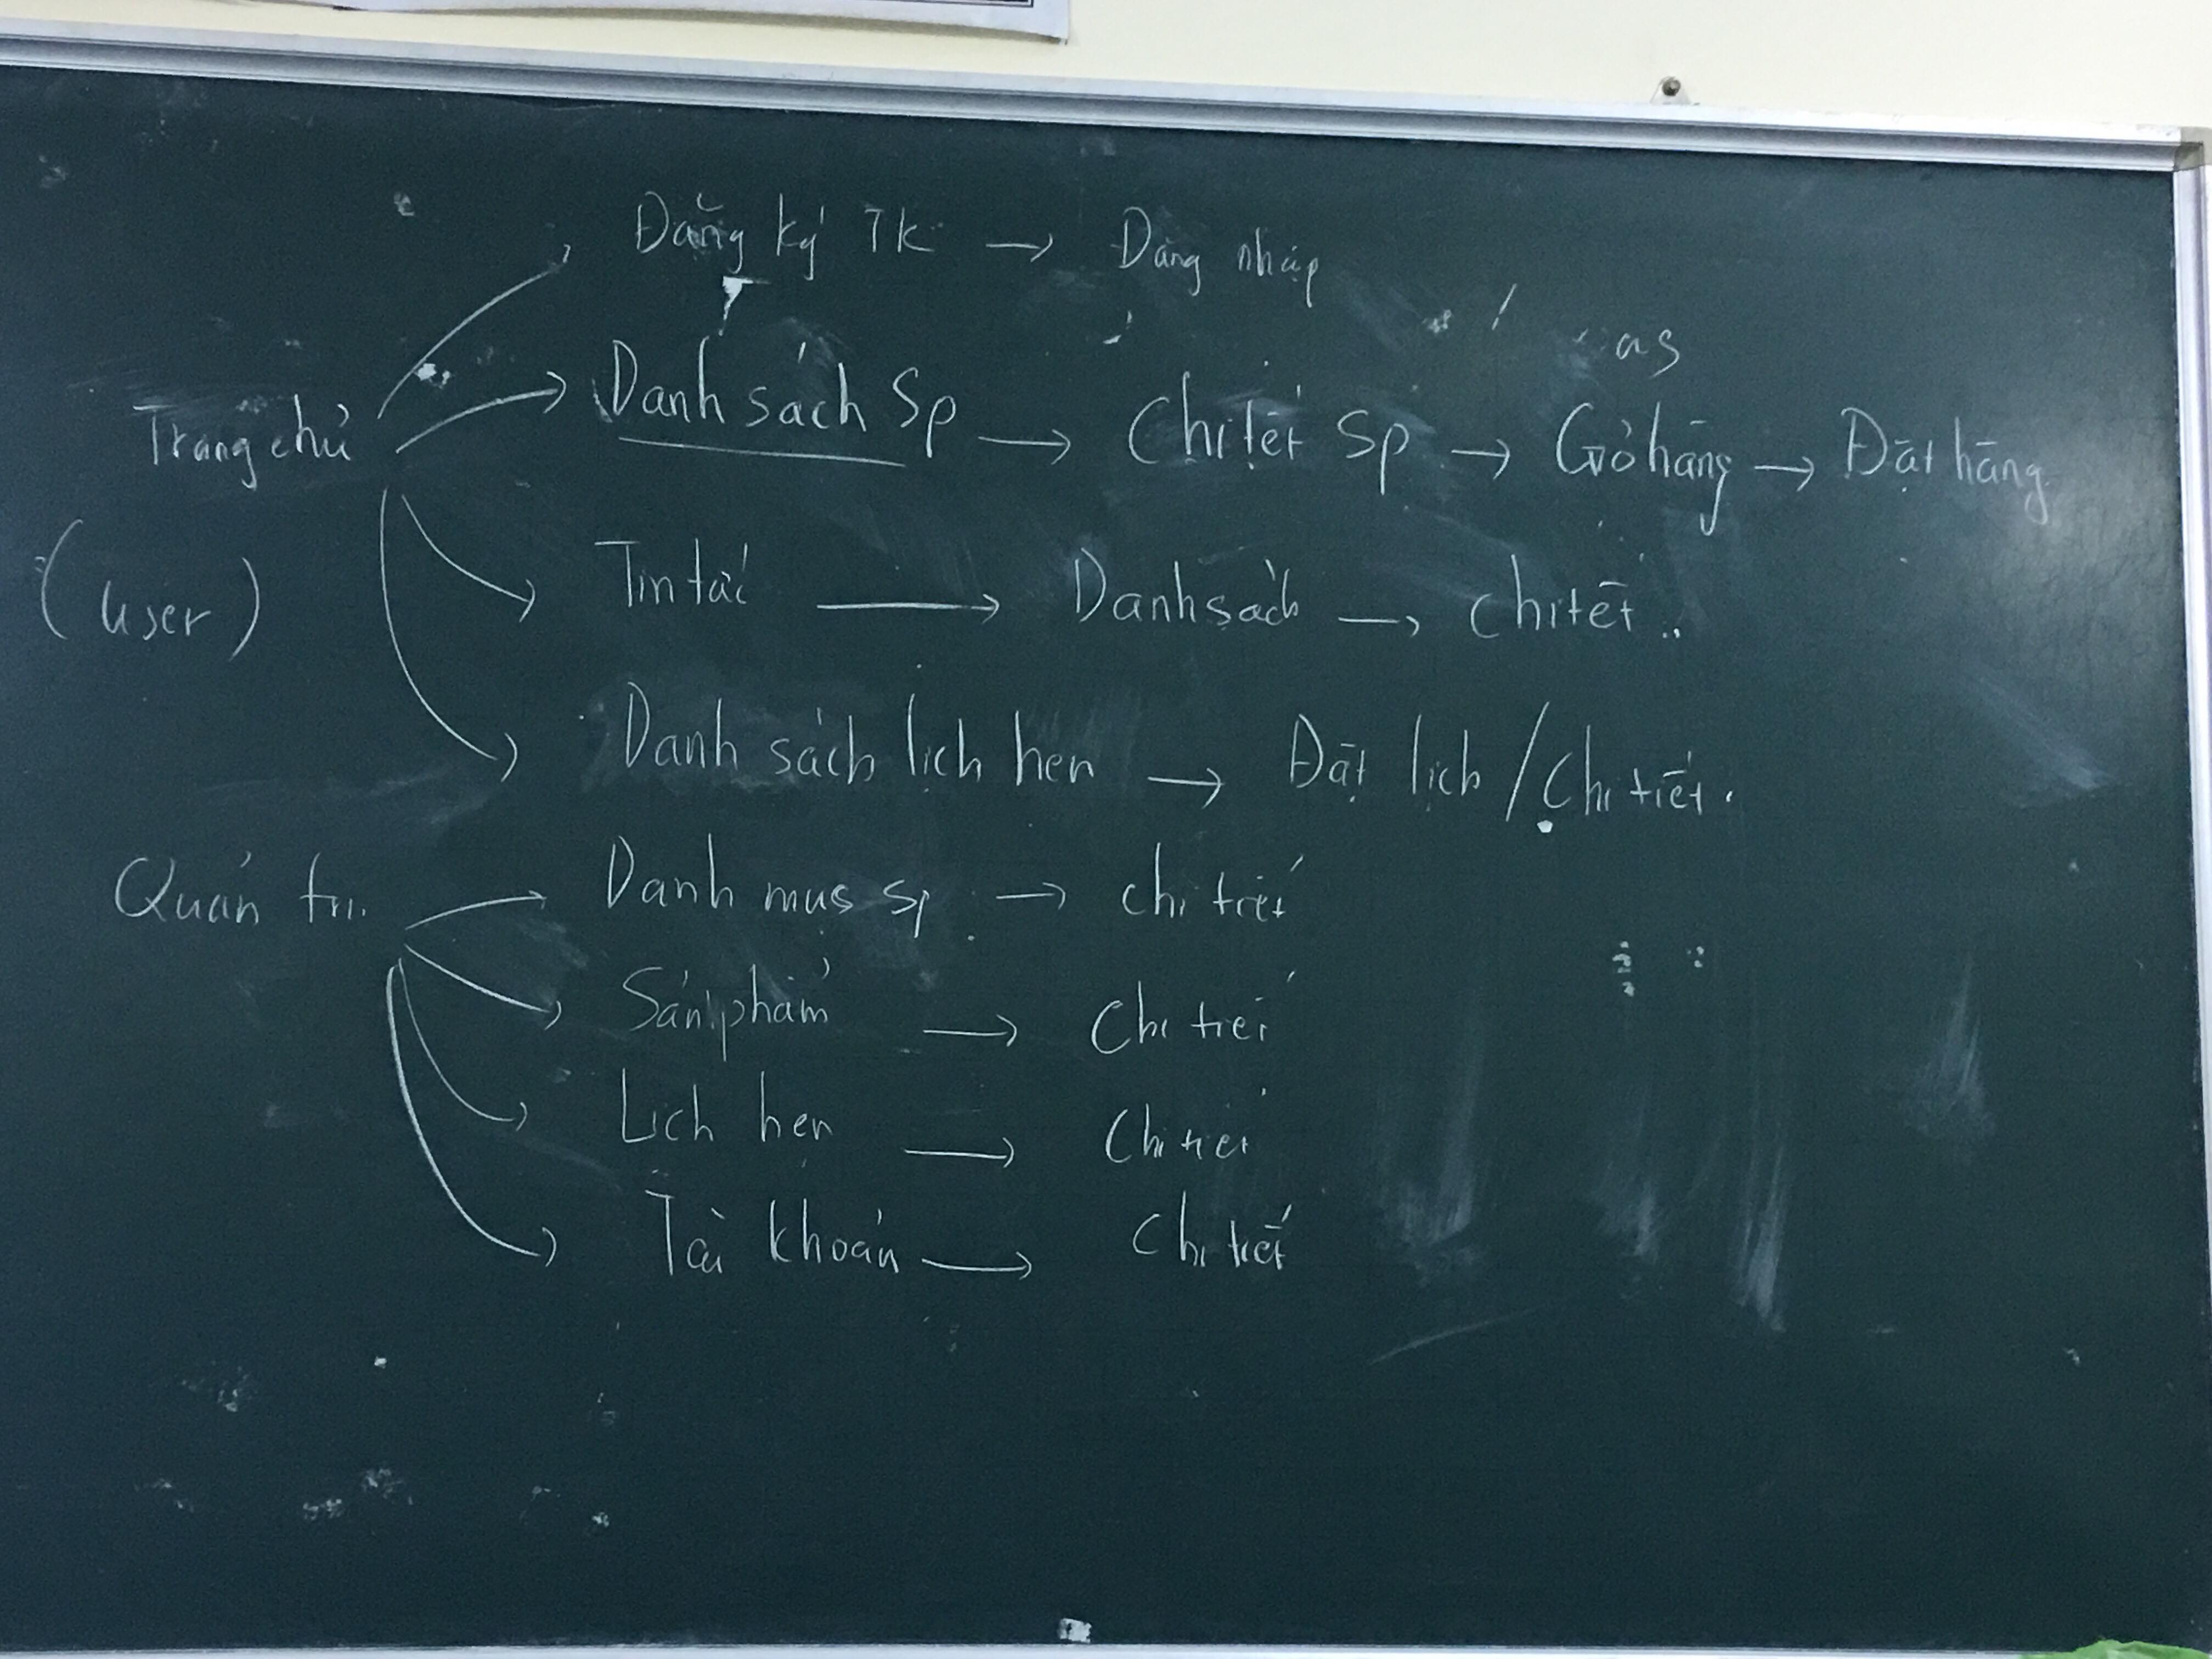 Đăng ký TK → Đăng nhập
as
Trang chủ
Danh sách Sp → Chi tiết Sp → Giỏ hàng → Đặt hàng
(user)
Tin tức → Danh sách → chi tiết ..
Danh sách lịch hẹn → Đặt lịch / Chi tiết.
Quản trị.
Danh mục sp → chi tiết
Sản phẩm → Chi tiết
Lịch hẹn → Chi tiết
Tài khoản → Chi tiết